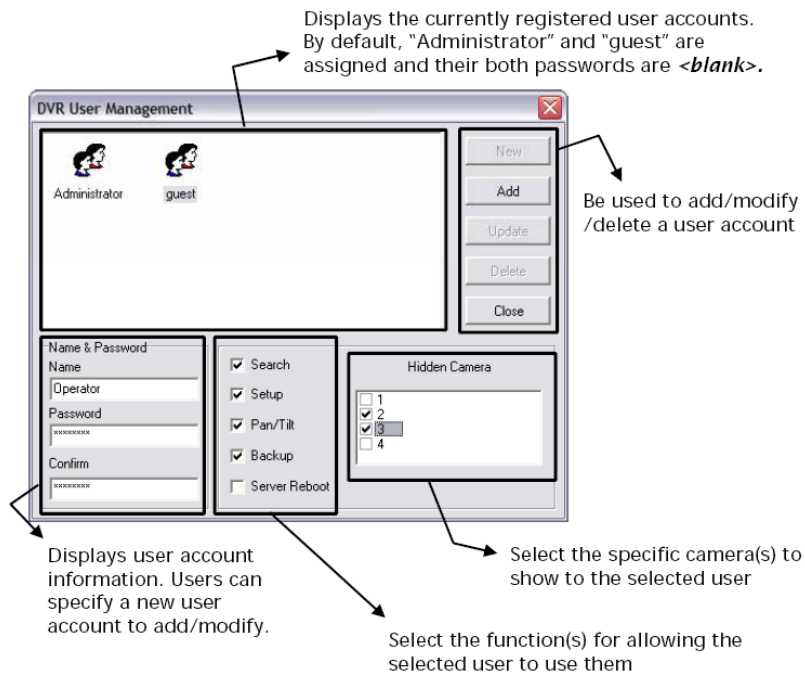 Displays the currently registered user accounts.
By default, “Administrator” and “guest” are
assigned and their both passwords are <blank>.
DVR User Management
Administrator
guest
New
Add
Update
Delete
Close
Be used to add/modify
/delete a user account
Name & Password
Name
Operator
Password
××××××××
Confirm
××××××××
Search
Setup
Pan/Tilt
Backup
Server Reboot
Hidden Camera
1
2
3
4
Displays user account
information. Users can
specify a new user
account to add/modify.
Select the specific camera(s) to
show to the selected user
Select the function(s) for allowing the
selected user to use them